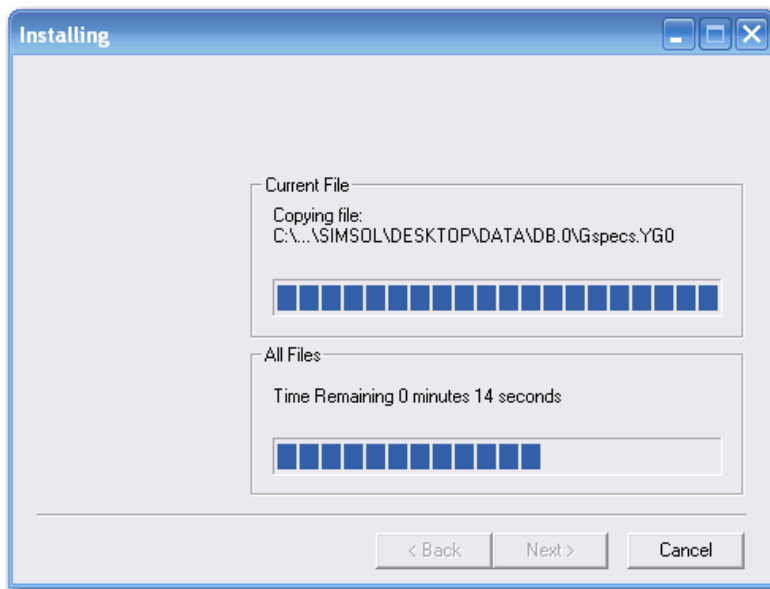 Installing
Current File
Copying file:
C:\...\SIMSOL\DESKTOP\DATA\DB.0\Gspecs.YG0
All Files
Time Remaining 0 minutes 14 seconds
< Back
Next >
Cancel